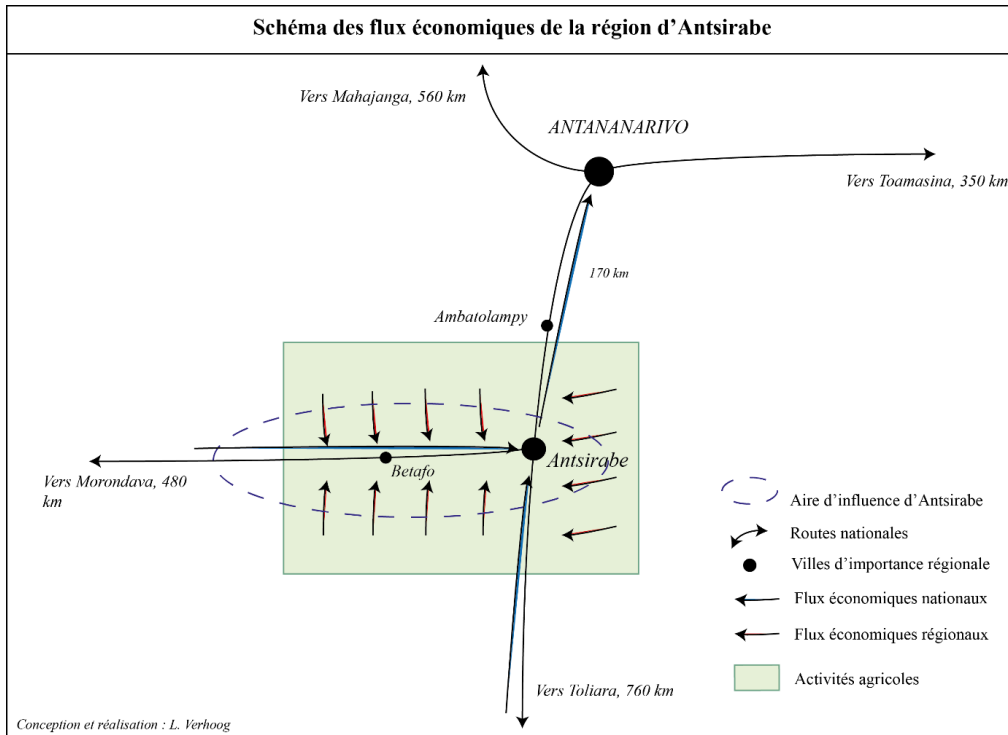 Schéma des flux économiques de la région d'Antsirabe
Vers Mahajanga, 560 km
ANTANANARIVO
Vers Toamasina, 350 km
170 km
Ambatolampy
Antsirabe
Betafo
Vers Morondava, 480
km
Vers Toliara, 760 km
Aire d'influence d'Antsirabe
Routes nationales
Villes d'importance régionale
Flux économiques nationaux
Flux économiques régionaux
Activités agricoles
Conception et réalisation : L. Verhoog